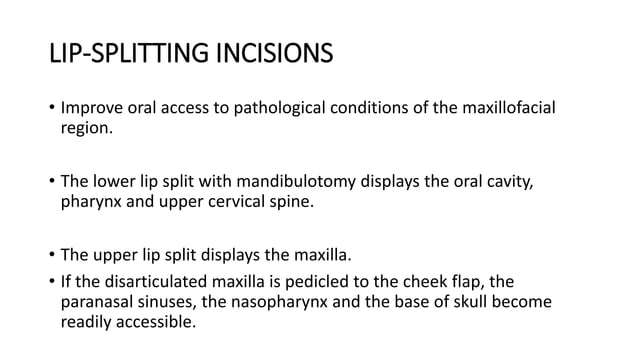 LIP-SPLITTING INCISIONS
• Improve oral access to pathological conditions of the maxillofacial
region.
• The lower lip split with mandibulotomy displays the oral cavity,
pharynx and upper cervical spine.
• The upper lip split displays the maxilla.
• If the disarticulated maxilla is pedicled to the cheek flap, the
paranasal sinuses, the nasopharynx and the base of skull become
readily accessible.